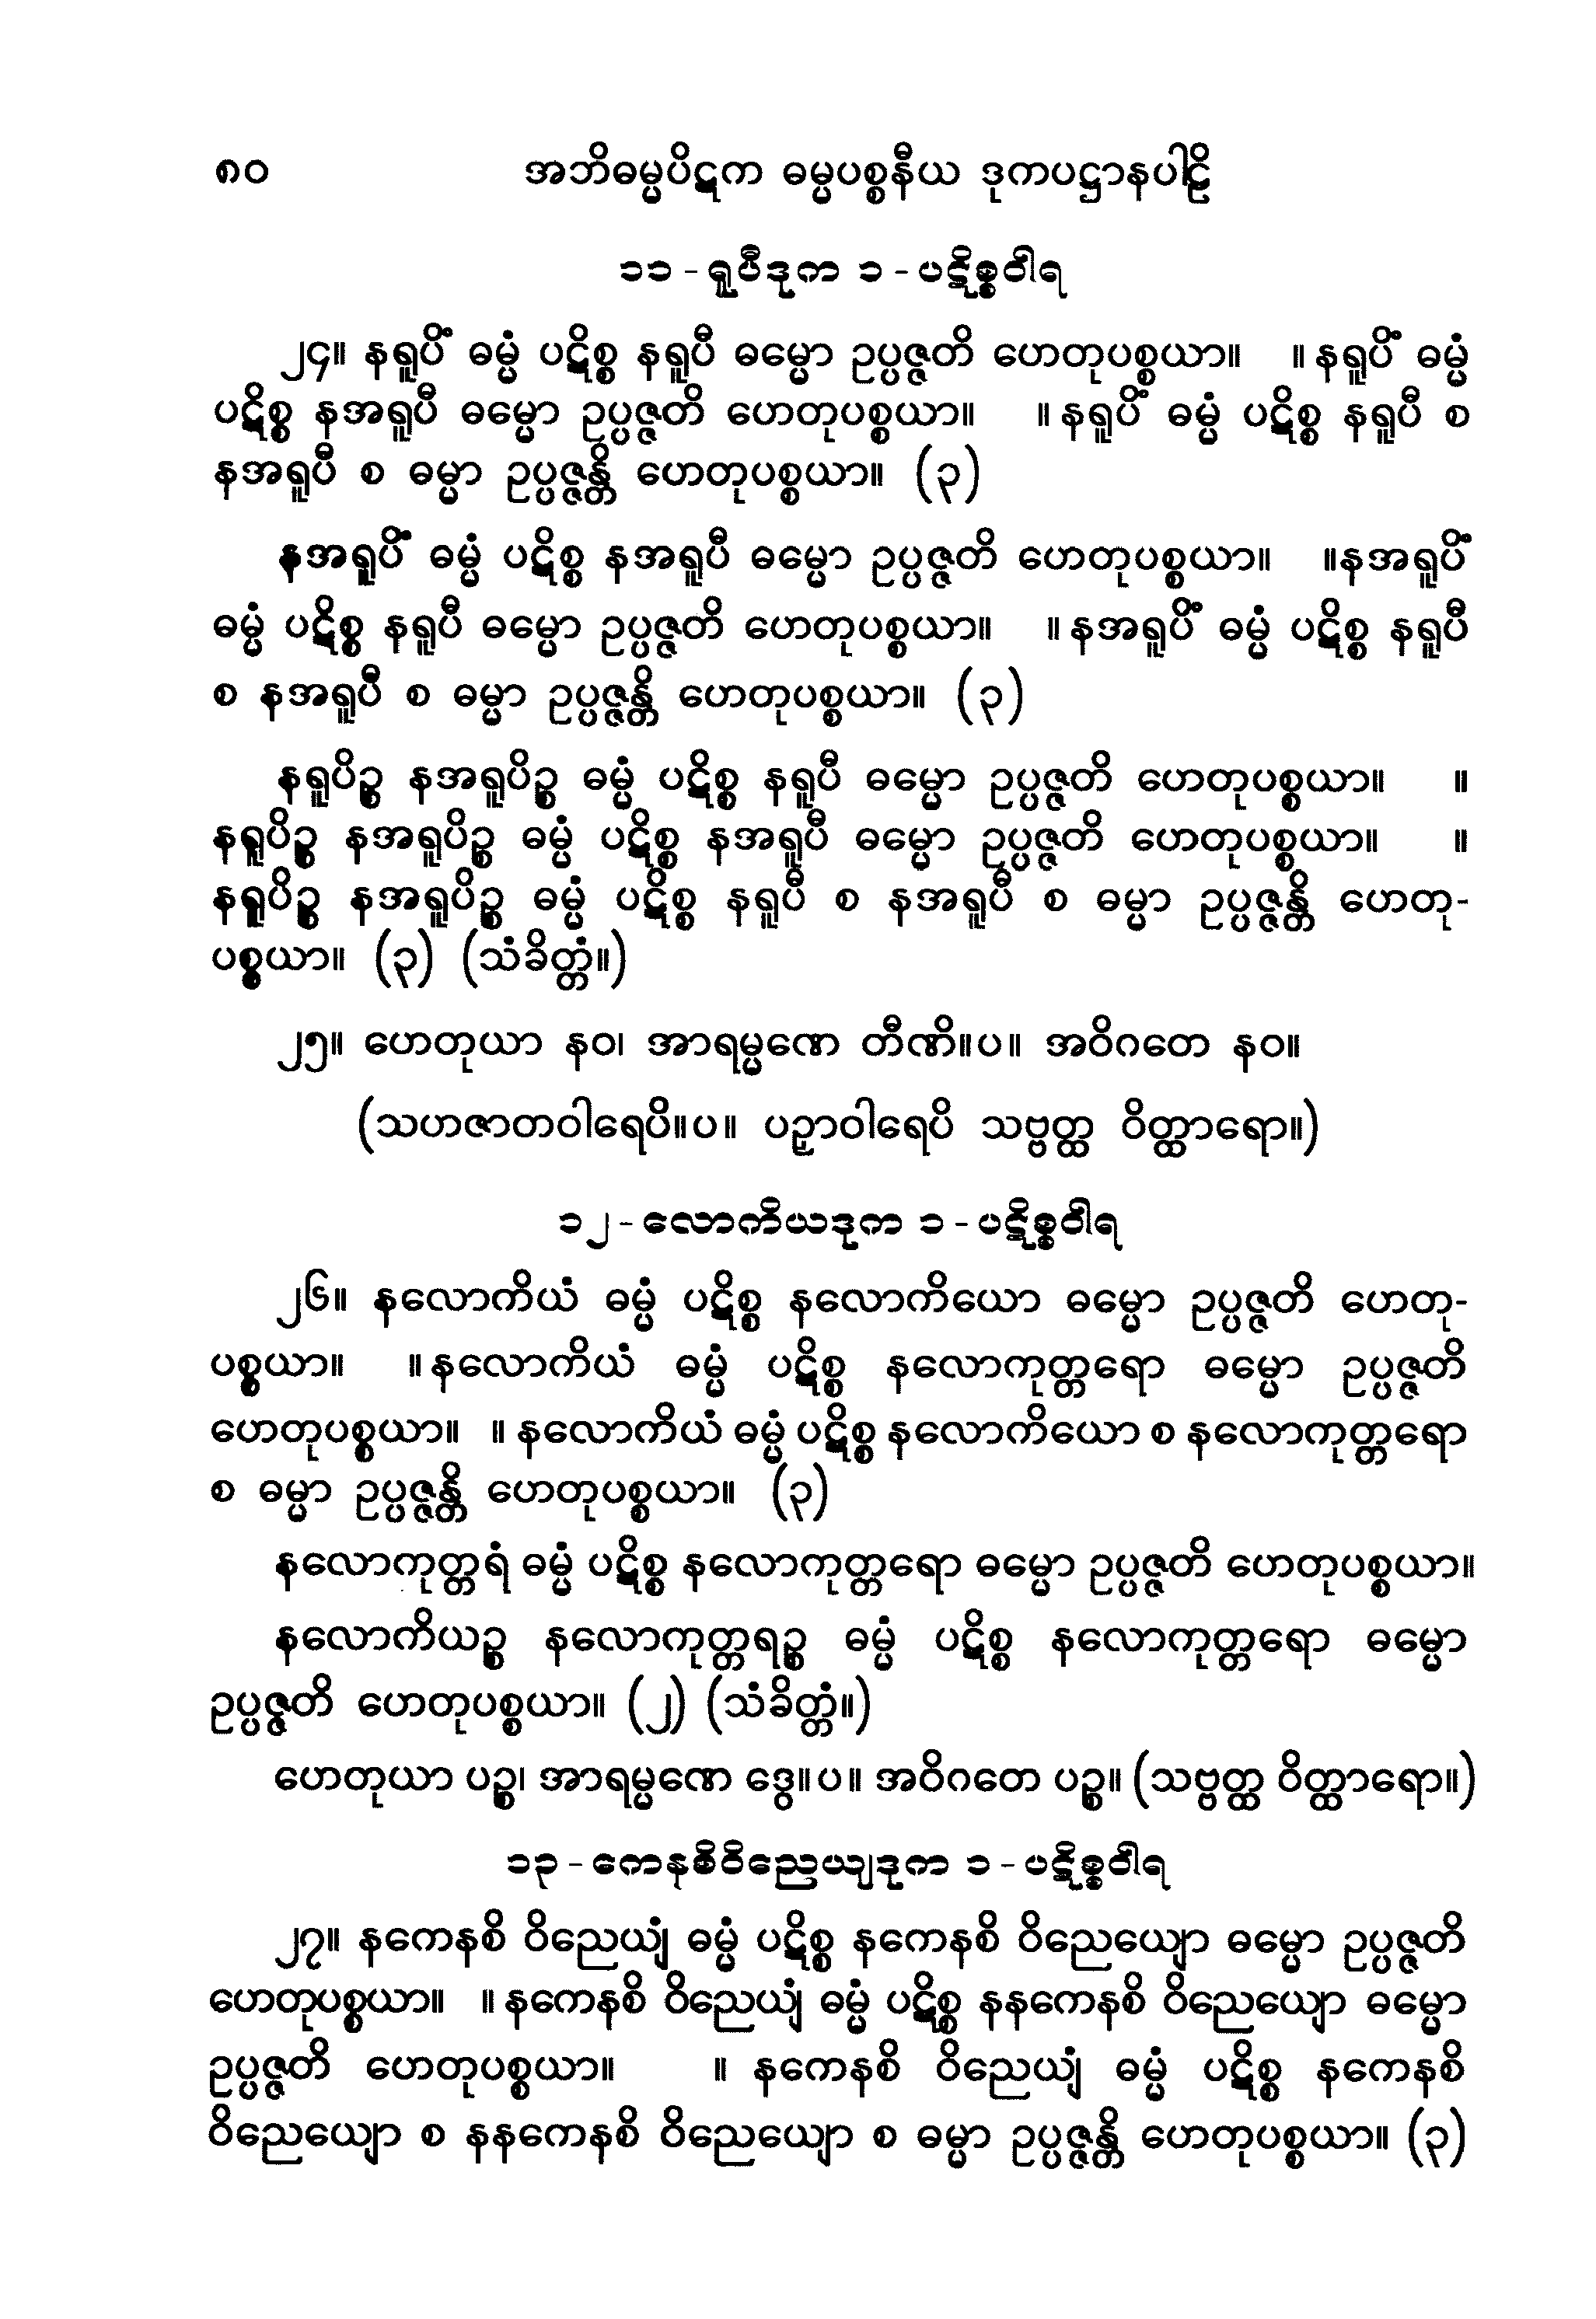 ၈၀ အဘိဓမ္မပိဋက ဓမ္မပစ္စနီယ ဒုကပဋ္ဌာနပါဠိ
၁၁ - ရူပီဒုက ၁ - ပဋိစ္စဝါရ
၂၄။ နရူပိံ ဓမ္မံ ပဋိစ္စ နရူပီ ဓမ္မော ဥပ္ပဇ္ဇတိ ဟေတုပစ္စယာ။ ။ နရူပိံ ဓမ္မံ
ပဋိစ္စ နအရူပီ ဓမ္မော ဥပ္ပဇ္ဇတိ ဟေတုပစ္စယာ။ ။ နရူပိံ ဓမ္မံ ပဋိစ္စ နရူပီ စ
နအရူပီ စ ဓမ္မာ ဥပ္ပဇ္ဇန္တိ ဟေတုပစ္စယာ။ (၃)
နအရူပိံ ဓမ္မံ ပဋိစ္စ နအရူပီ ဓမ္မော ဥပ္ပဇ္ဇတိ ဟေတုပစ္စယာ။ ။နအရူပိံ
ဓမ္မံ ပဋိစ္စ နရူပီ ဓမ္မော ဥပ္ပဇ္ဇတိ ဟေတုပစ္စယာ။ ။ နအရူပိံ ဓမ္မံ ပဋိစ္စ နရူပီ
စ နအရူပီ စ ဓမ္မာ ဥပ္ပဇ္ဇန္တိ ဟေတုပစ္စယာ။ (၃)
နရူပိဉ္စ နအရူပိဉ္စ ဓမ္မံ ပဋိစ္စ နရူပီ ဓမ္မော ဥပ္ပဇ္ဇတိ ဟေတုပစ္စယာ။ ။
နရူပိဉ္စ နအရူပိဉ္စ ဓမ္မံ ပဋိစ္စ နအရူပီ ဓမ္မော ဥပ္ပဇ္ဇတိ ဟေတုပစ္စယာ။ ။
နရူပိဉ္စ နအရူပိဉ္စ ဓမ္မံ ပဋိစ္စ နရူပီ စ နအရူပီ စ ဓမ္မာ ဥပ္ပဇ္ဇန္တိ ဟေတု-
ပစ္စယာ။ (၃) (သံခိတ္တံ။)
၂၅။ ဟေတုယာ နဝ၊ အာရမ္မဏေ တီဏိ။ပ။ အဝိဂတေ နဝ။
(သဟဇာတဝါရေပိ။ပ။ ပဉှာဝါရေပိ သဗ္ဗတ္ထ ဝိတ္ထာရော။)
၁၂ - လောကိယဒုက ၁ - ပဋိစ္စဝါရ
၂၆။ နလောကိယံ ဓမ္မံ ပဋိစ္စ နလောကိယော ဓမ္မော ဥပ္ပဇ္ဇတိ ဟေတု-
ပစ္စယာ။ ။ နလောကိယံ ဓမ္မံ ပဋိစ္စ နလောကုတ္တရော ဓမ္မော ဥပ္ပဇ္ဇတိ
ဟေတုပစ္စယာ။ ။ နလောကိယံ ဓမ္မံ ပဋိစ္စ နလောကိယော စ နလောကုတ္တရော
စ ဓမ္မာ ဥပ္ပဇ္ဇန္တိ ဟေတုပစ္စယာ။ (၃)
နလောကုတ္တရံ ဓမ္မံ ပဋိစ္စ နလောကုတ္တရော ဓမ္မော ဥပ္ပဇ္ဇတိ ဟေတုပစ္စယာ။
နလောကိယဉ္စ နလောကုတ္တရဉ္စ ဓမ္မံ ပဋိစ္စ နလောကုတ္တရော ဓမ္မော
ဥပ္ပဇ္ဇတိ ဟေတုပစ္စယာ။ (၂) (သံခိတ္တံ။)
ဟေတုယာ ပဉ္စ၊ အာရမ္မဏေ ဒွေ။ပ။ အဝိဂတေ ပဉ္စ။ (သဗ္ဗတ္ထ ဝိတ္ထာရော။)
၁၃ - ကေနစိဝိညေယျဒုက ၁ - ပဋိစ္စဝါရ
၂၇။ နကေနစိ ဝိညေယျံ ဓမ္မံ ပဋိစ္စ နကေနစိ ဝိညေယျော ဓမ္မော ဥပ္ပဇ္ဇတိ
ဟေတုပစ္စယာ။ ။ နကေနစိ ဝိညေယျံ ဓမ္မံ ပဋိစ္စ နနကေနစိ ဝိညေယျော ဓမ္မော
ဥပ္ပဇ္ဇတိ ဟေတုပစ္စယာ။ ။ နကေနစိ ဝိညေယျံ ဓမ္မံ ပဋိစ္စ နကေနစိ
ဝိညေယျော စ နနကေနစိ ဝိညေယျော စ ဓမ္မာ ဥပ္ပဇ္ဇန္တိ ဟေတုပစ္စယာ။ (၃)